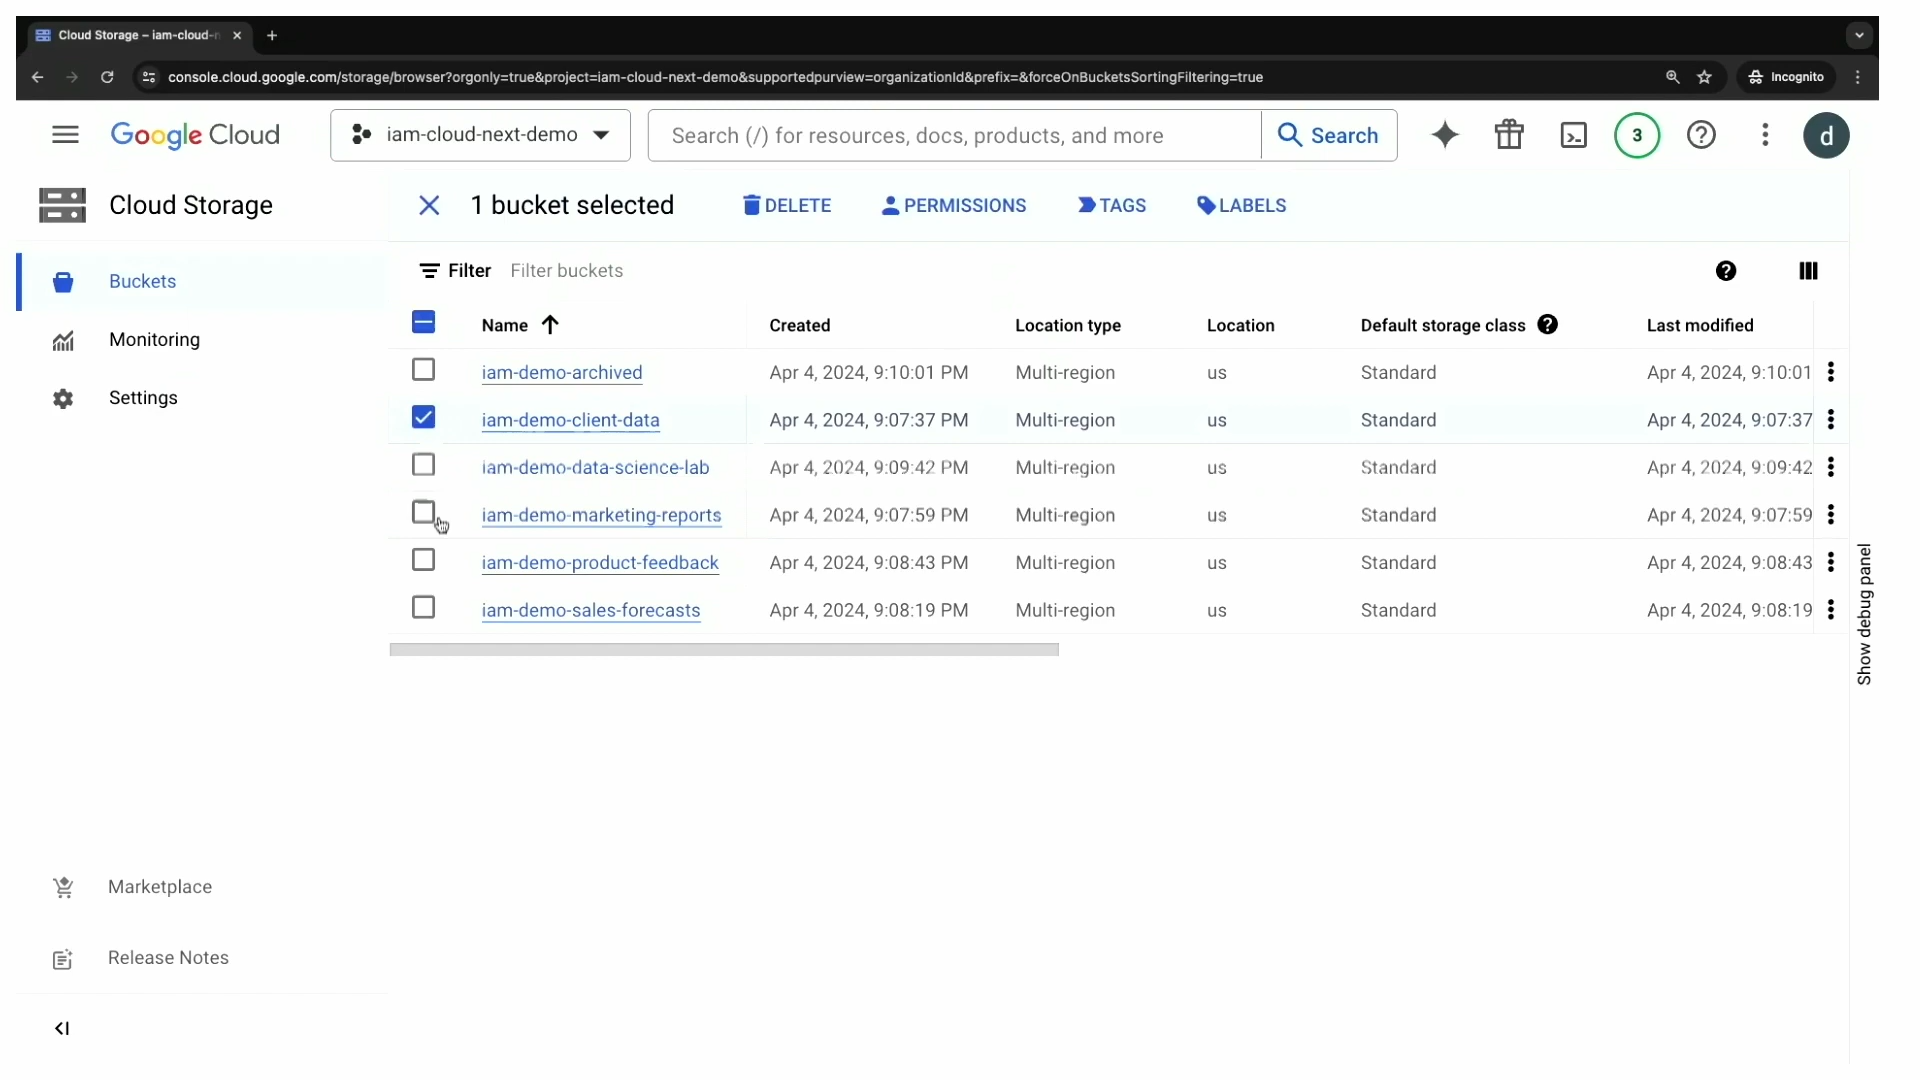 Cloud Storage – iam-cloud-n
console.cloud.google.com/storage/browser?orgonly=true&project=iam-cloud-next-demo&supportedpurview=organizationId&prefix=&forceOnBucketsSortingFiltering=true
Incognito
Google Cloud
iam-cloud-next-demo
Search (/) for resources, docs, products, and more
Search
3
d
Cloud Storage
1 bucket selected
DELETE
PERMISSIONS
TAGS
LABELS
Buckets
Monitoring
Settings
Filter Filter buckets
Name Created Location type Location Default storage class Last modified
iam-demo-archived Apr 4, 2024, 9:10:01 PM Multi-region us Standard Apr 4, 2024, 9:10:01
iam-demo-client-data Apr 4, 2024, 9:07:37 PM Multi-region us Standard Apr 4, 2024, 9:07:37
iam-demo-data-science-lab Apr 4, 2024, 9:09:42 PM Multi-region us Standard Apr 4, 2024, 9:09:42
iam-demo-marketing-reports Apr 4, 2024, 9:07:59 PM Multi-region us Standard Apr 4, 2024, 9:07:59
iam-demo-product-feedback Apr 4, 2024, 9:08:43 PM Multi-region us Standard Apr 4, 2024, 9:08:43
iam-demo-sales-forecasts Apr 4, 2024, 9:08:19 PM Multi-region us Standard Apr 4, 2024, 9:08:19
Show debug panel
Marketplace
Release Notes